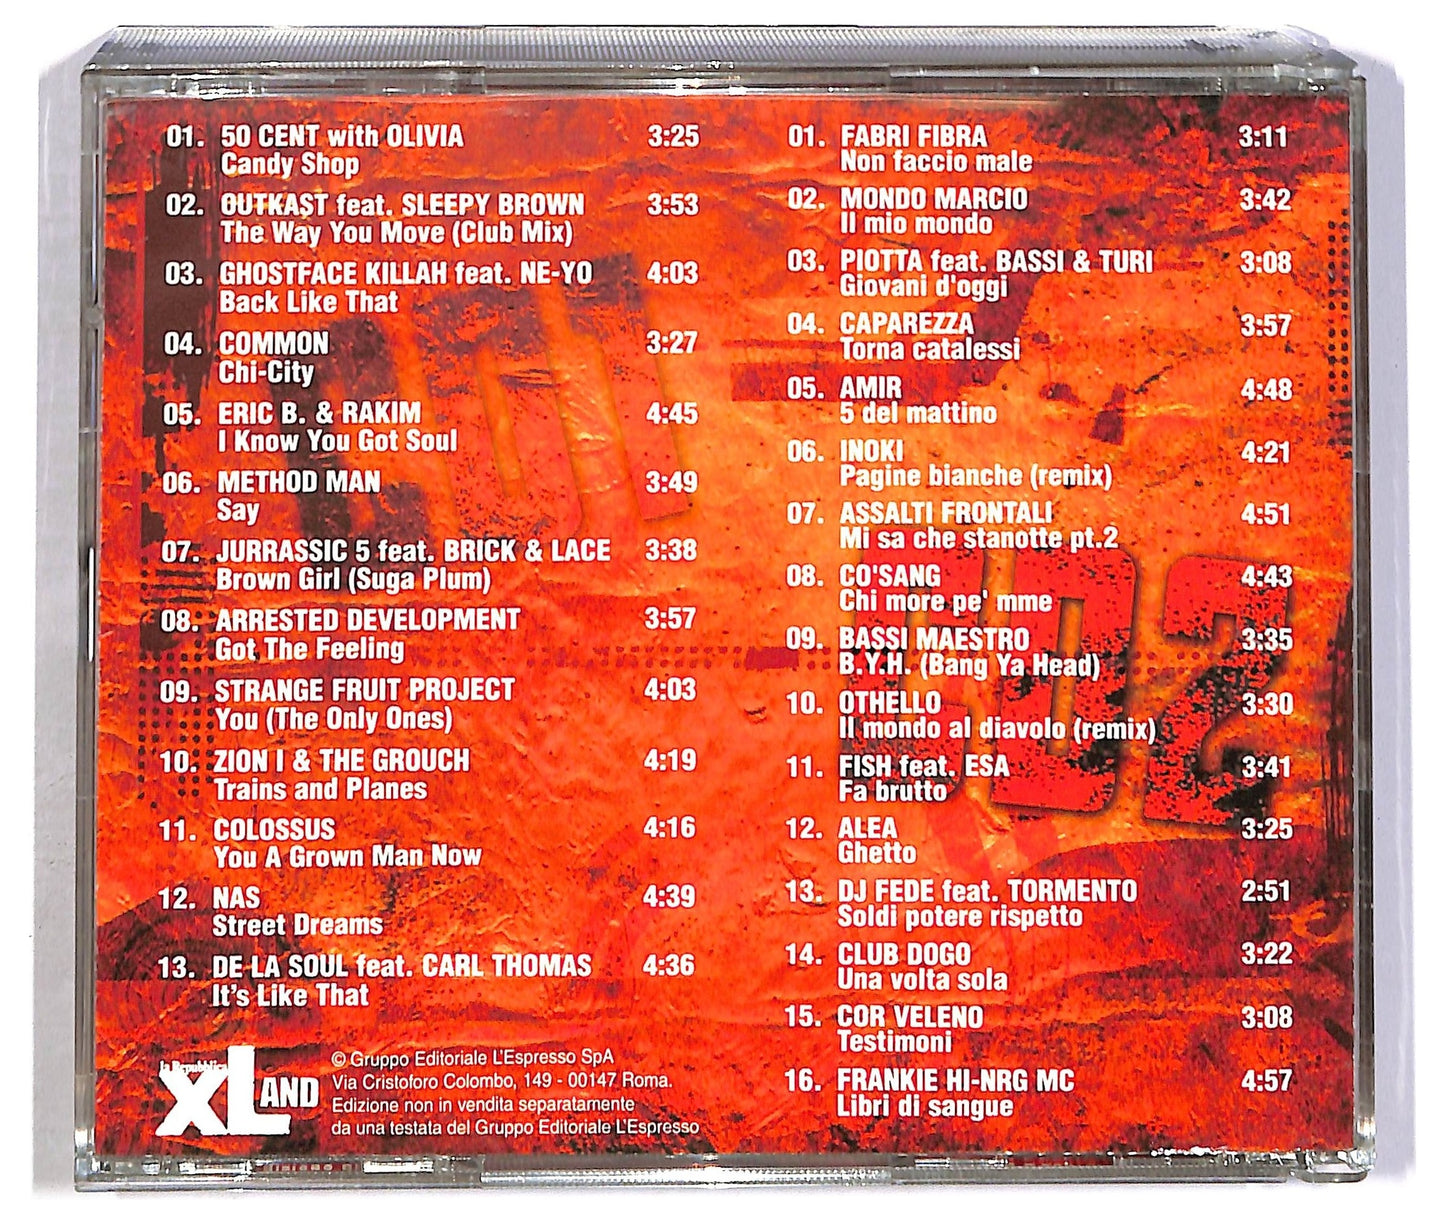 01. 50 CENT with OLIVIA 3:25
Candy Shop
02. OUTKAST feat. SLEEPY BROWN 3:53
The Way You Move (Club Mix)
03. GHOSTFACE KILLAH feat. NE-YO 4:03
Back Like That
04. COMMON 3:27
Chi-City
05. ERIC B. & RAKIM 4:45
I Know You Got Soul
06. METHOD MAN 3:49
Say
07. JURRASSIC 5 feat. BRICK & LACE 3:38
Brown Girl (Suga Plum)
08. ARRESTED DEVELOPMENT 3:57
Got The Feeling
09. STRANGE FRUIT PROJECT 4:03
You (The Only Ones)
10. ZION I & THE GROUCH 4:19
Trains and Planes
11. COLOSSUS 4:16
You A Grown Man Now
12. NAS 4:39
Street Dreams
13. DE LA SOUL feat. CARL THOMAS 4:36
It's Like That
la Repubblica
XLAND
© Gruppo Editoriale L'Espresso SpA
Via Cristoforo Colombo, 149 - 00147 Roma.
Edizione non in vendita separatamente
da una testata del Gruppo Editoriale L'Espresso
01. FABRI FIBRA 3:11
Non faccio male
02. MONDO MARCIO 3:42
Il mio mondo
03. PIOTTA feat. BASSI & TURI 3:08
Giovani d'oggi
04. CAPAREZZA 3:57
Torna catalessi
05. AMIR 4:48
5 del mattino
06. INOKI 4:21
Pagine bianche (remix)
07. ASSALTI FRONTALI 4:51
Mi sa che stanotte pt.2
08. CO'SANG 4:43
Chi more pe' mme
09. BASSI MAESTRO 3:35
B.Y.H. (Bang Ya Head)
10. OTHELLO 3:30
Il mondo al diavolo (remix)
11. FISH feat. ESA 3:41
Fa brutto
12. ALEA 3:25
Ghetto
13. DJ FEDE feat. TORMENTO 2:51
Soldi potere rispetto
14. CLUB DOGO 3:22
Una volta sola
15. COR VELENO 3:08
Testimoni
16. FRANKIE HI-NRG MC 4:57
Libri di sangue
CD1
CD2